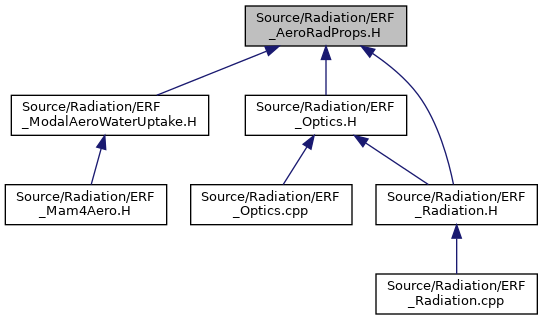 Source/Radiation/ERF
_AeroRadProps.H
Source/Radiation/ERF
_ModalAeroWaterUptake.H
Source/Radiation/ERF
_Optics.H
Source/Radiation/ERF
_Mam4Aero.H
Source/Radiation/ERF
_Optics.cpp
Source/Radiation/ERF
_Radiation.H
Source/Radiation/ERF
_Radiation.cpp